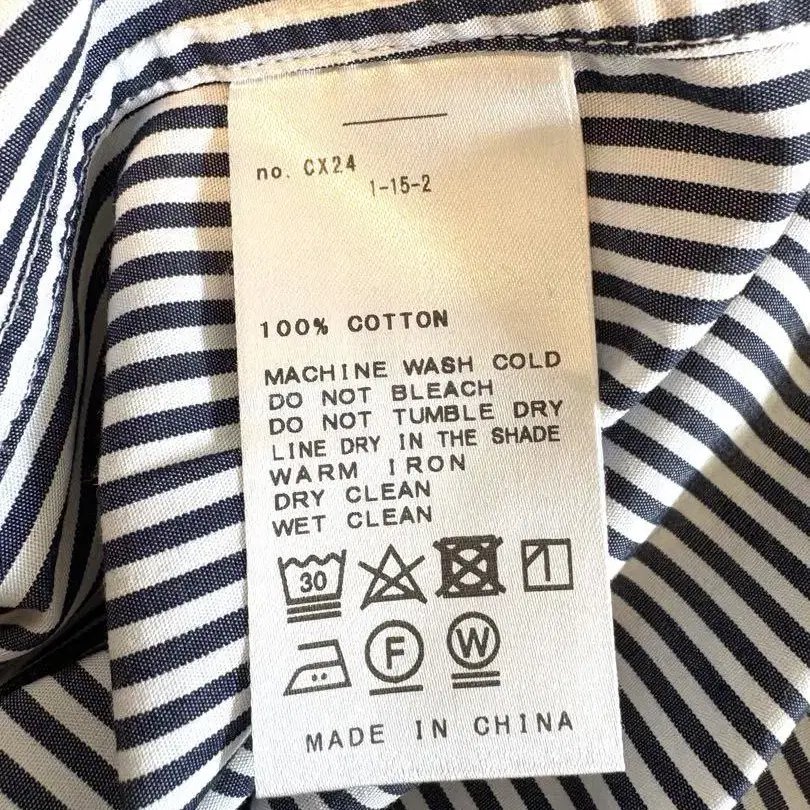 no. CX24
1-15-2
100% COTTON
MACHINE WASH COLD
DO NOT BLEACH
DO NOT TUMBLE DRY
LINE DRY IN THE SHADE
WARM IRON
DRY CLEAN
WET CLEAN
30
F W
MADE IN CHINA